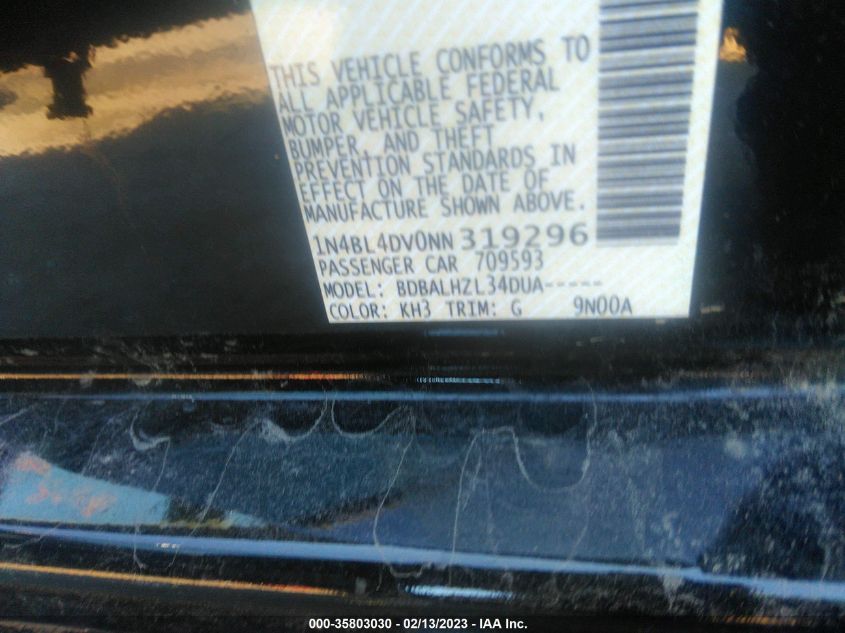 THIS VEHICLE CONFORMS TO
ALL APPLICABLE FEDERAL
MOTOR VEHICLE SAFETY,
BUMPER, AND THEFT
PREVENTION STANDARDS IN
EFFECT ON THE DATE OF
MANUFACTURE SHOWN ABOVE.
1N4BL4DV0NN 319296
PASSENGER CAR 709593
MODEL: BDBALHZL34DUA-----
COLOR: KH3 TRIM: G 9N00A
000-35803030 - 02/13/2023 - IAA Inc.